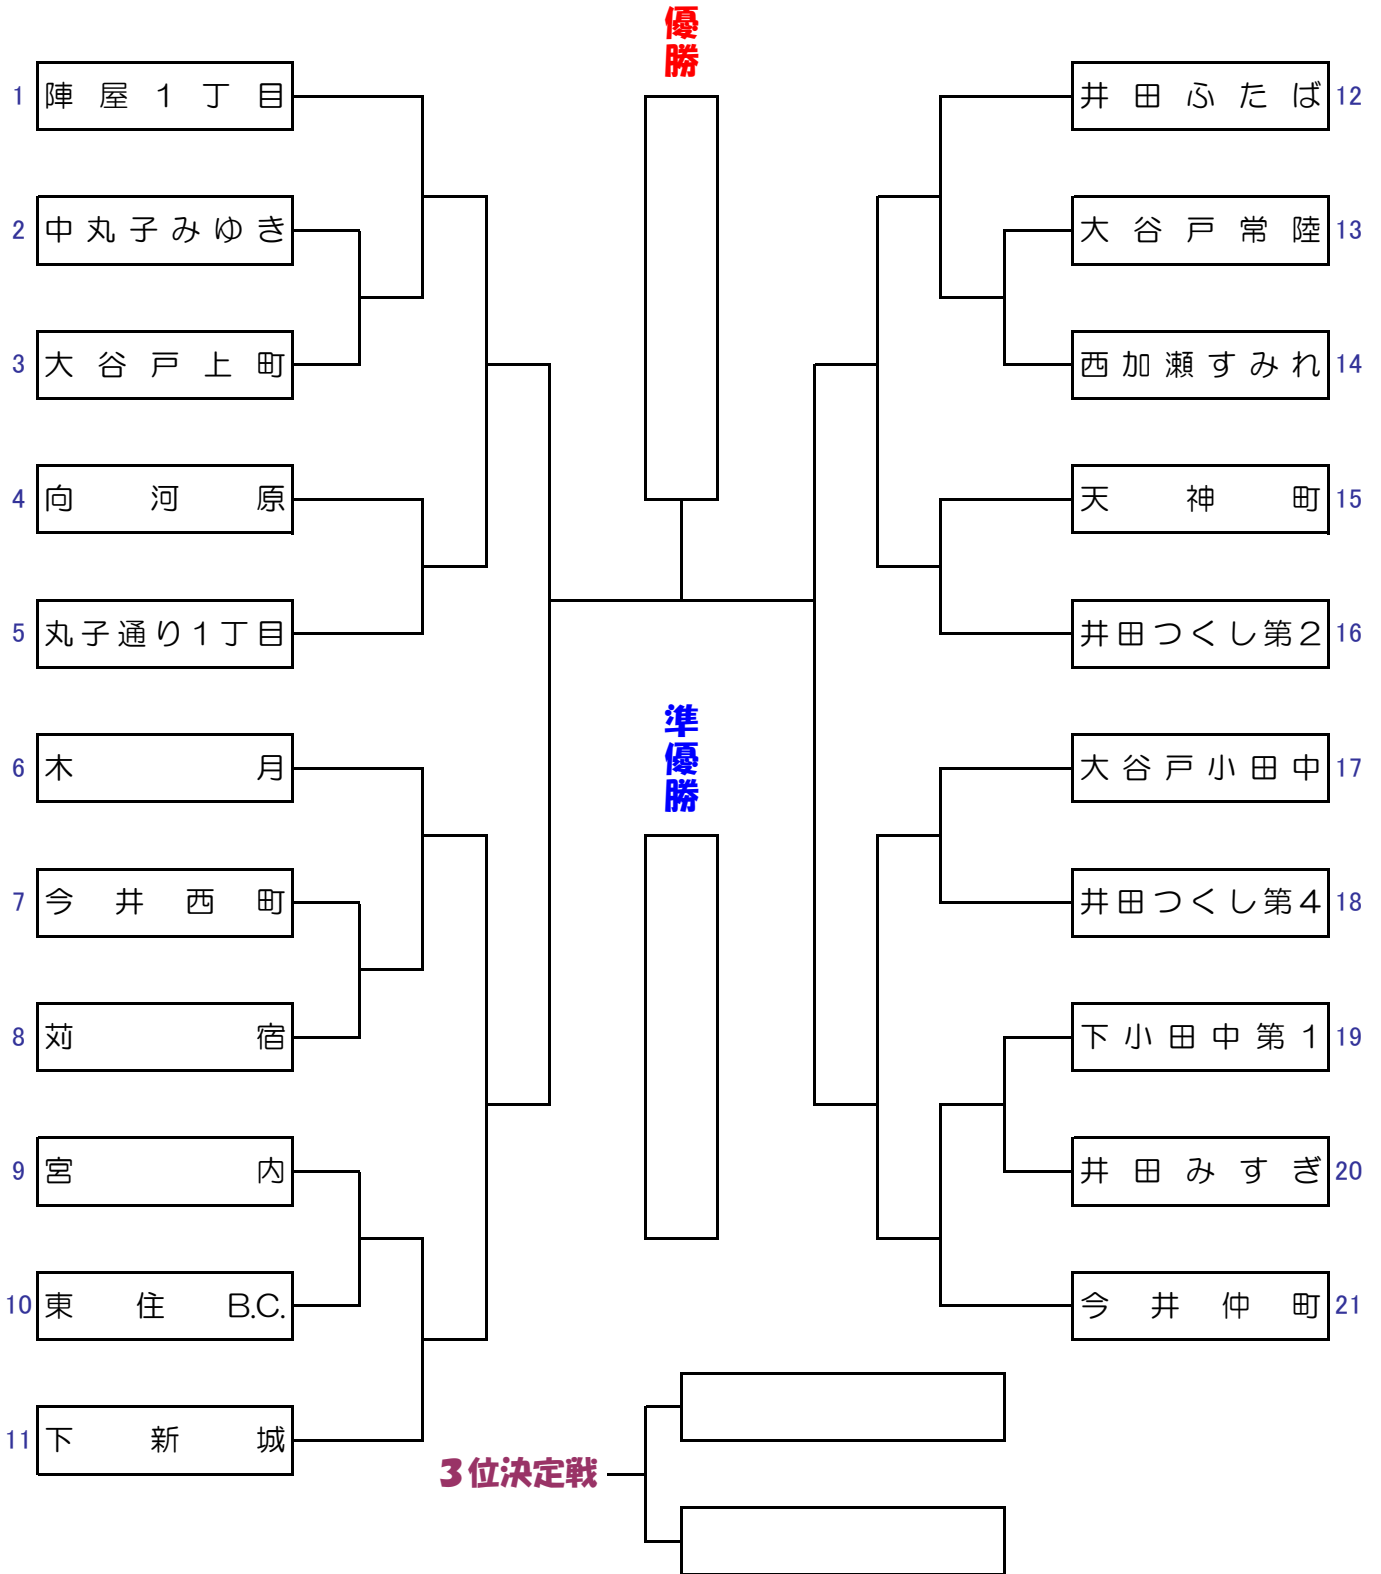 優勝
1 陣屋1丁目
2 中丸子みゆき
3 大谷戸上町
4 向河原
5 丸子通り1丁目
6 木月
7 今井西町
8 苅宿
9 宮内
10 東住B.C.
11 下新城
準優勝
井田ふたば 12
大谷戸常陸 13
西加瀬すみれ 14
天神町 15
井田つくし第2 16
大谷戸小田中 17
井田つくし第4 18
下小田中第1 19
井田みすぎ 20
今井仲町 21
3位決定戦